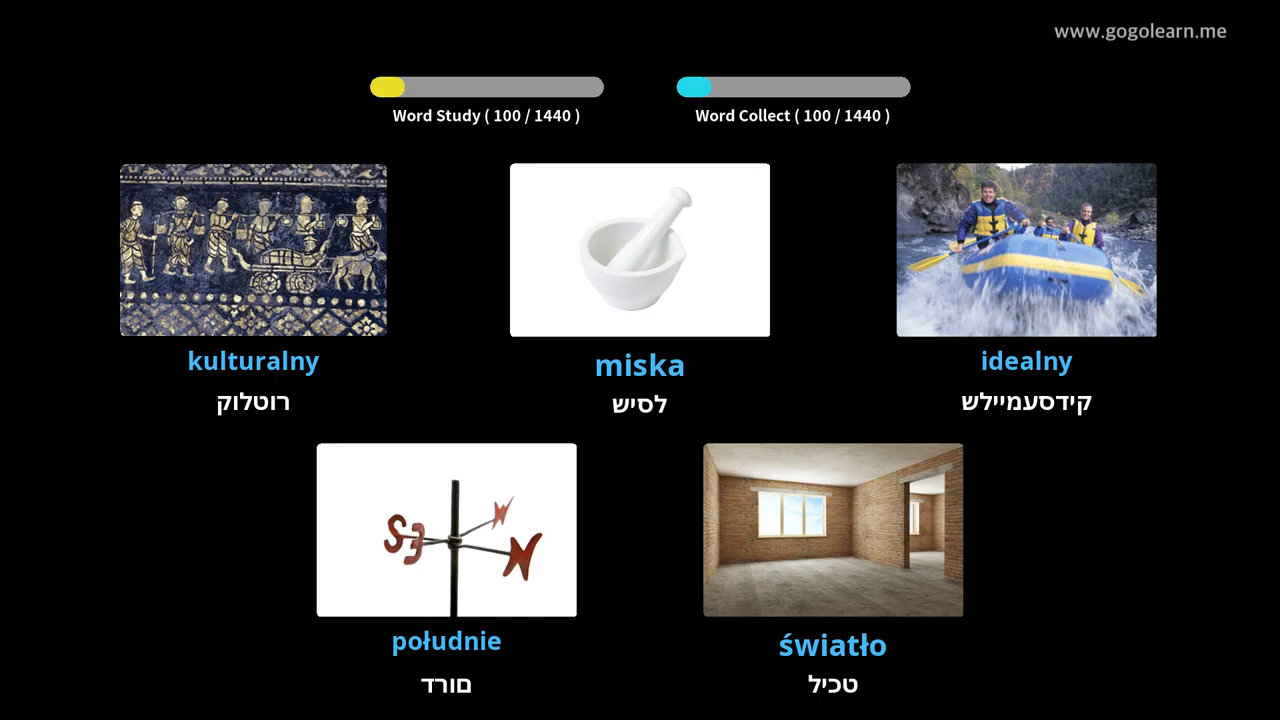 www.gogolearn.me
Word Study ( 100 / 1440 )
Word Collect ( 100 / 1440 )
kulturalny
רוטלוק
miska
לסיש
idealny
קידסעמיילש
południe
םורד
światło
טכיל